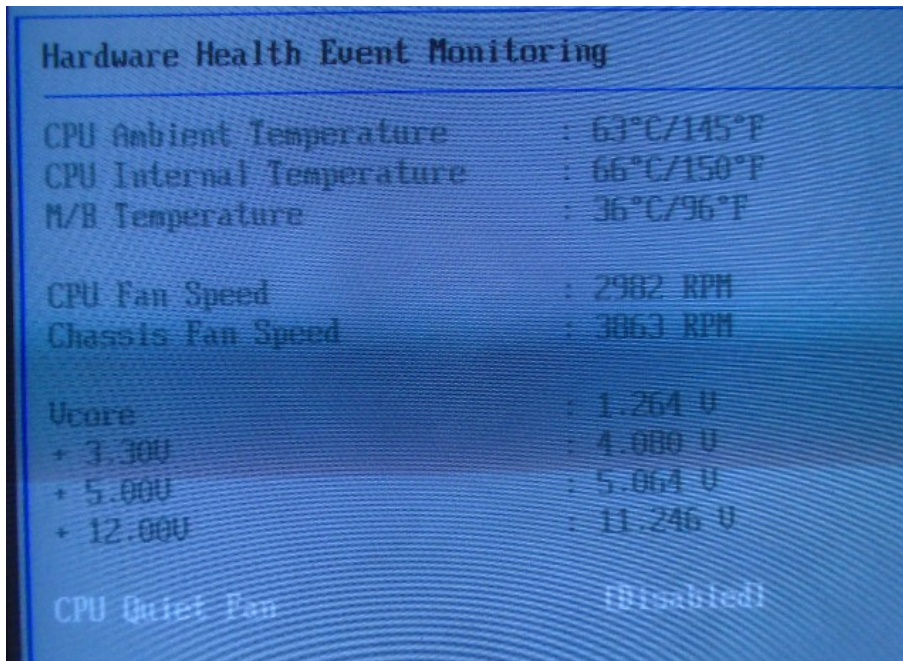 Hardware Health Event Monitoring
CPU Ambient Temperature : 63°C/145°F
CPU Internal Temperature : 66°C/150°F
M/B Temperature : 36°C/96°F
CPU Fan Speed : 2982 RPM
Chassis Fan Speed : 3863 RPM
Vcore : 1.264 V
+ 3.30V : 4.080 V
+ 5.00V : 5.064 V
+ 12.00V : 11.246 V
CPU Quiet Fan [Disabled]